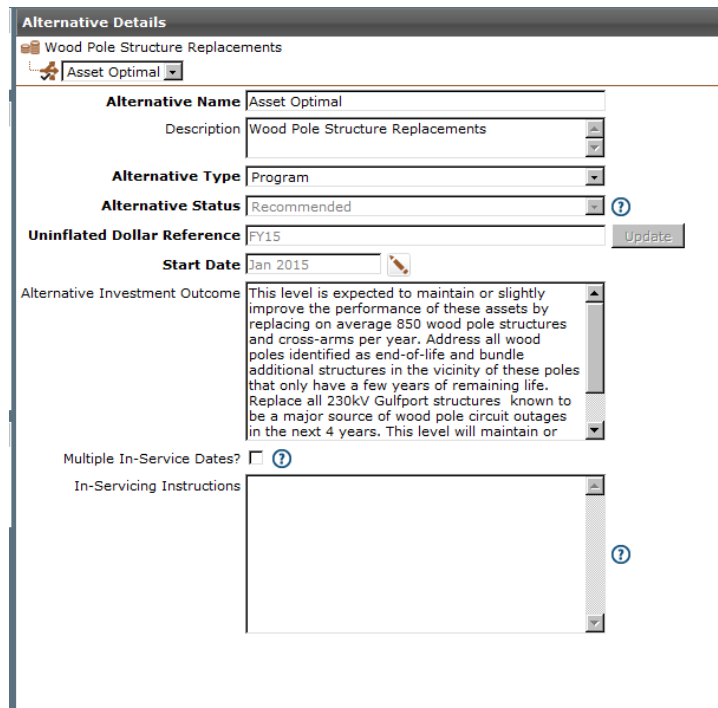 Alternative Details
Wood Pole Structure Replacements
Asset Optimal
Alternative Name Asset Optimal
Description Wood Pole Structure Replacements
Alternative Type Program
Alternative Status Recommended ?
Uninflated Dollar Reference FY15 Update
Start Date Jan 2015
Alternative Investment Outcome This level is expected to maintain or slightly
improve the performance of these assets by
replacing on average 850 wood pole structures
and cross-arms per year. Address all wood
poles identified as end-of-life and bundle
additional structures in the vicinity of these poles
that only have a few years of remaining life.
Replace all 230kV Gulfport structures  known to
be a major source of wood pole circuit outages
in the next 4 years. This level will maintain or
Multiple In-Service Dates? ?
In-Servicing Instructions
?